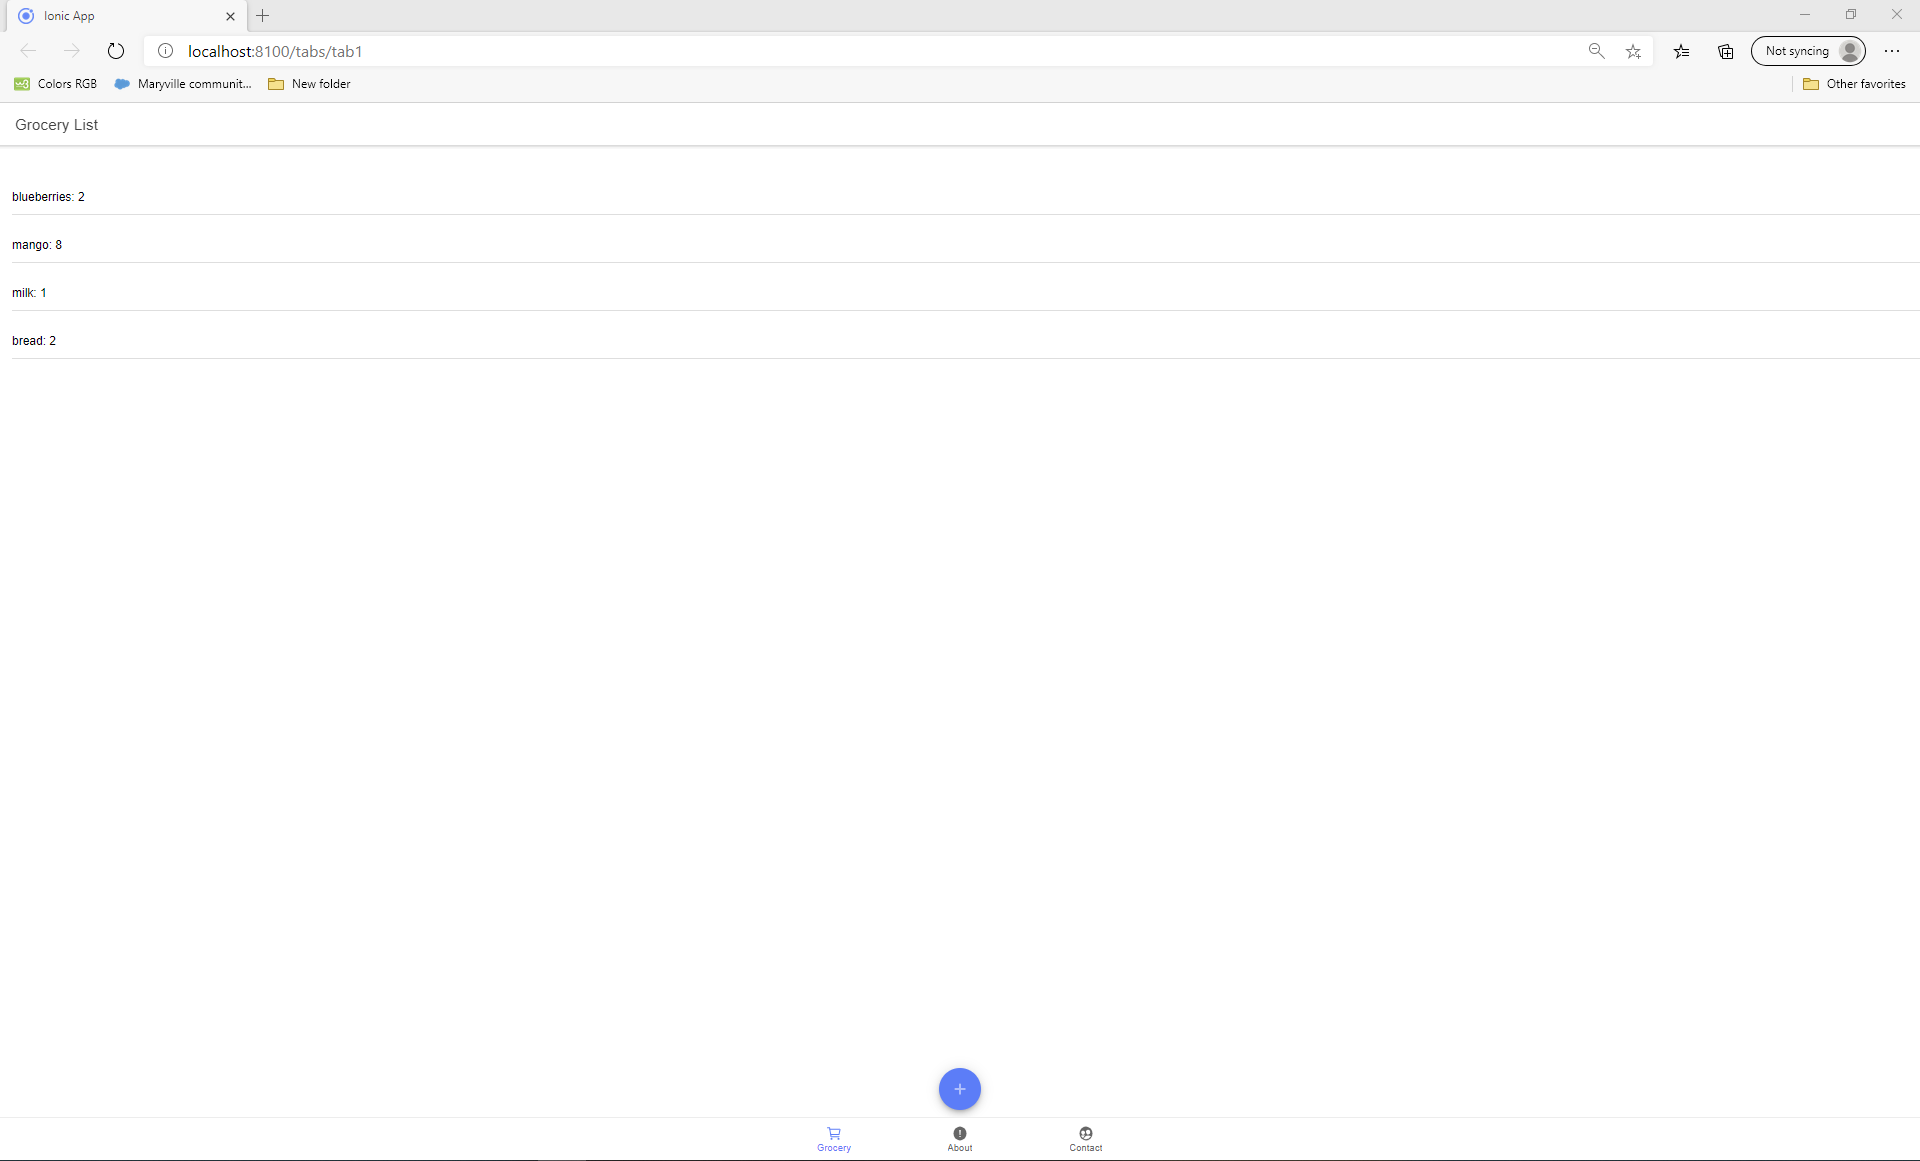 Ionic App
localhost:8100/tabs/tab1
Not syncing
Colors RGB
Maryville communit...
New folder
Other favorites
Grocery List
blueberries: 2
mango: 8
milk: 1
bread: 2
Grocery
About
Contact